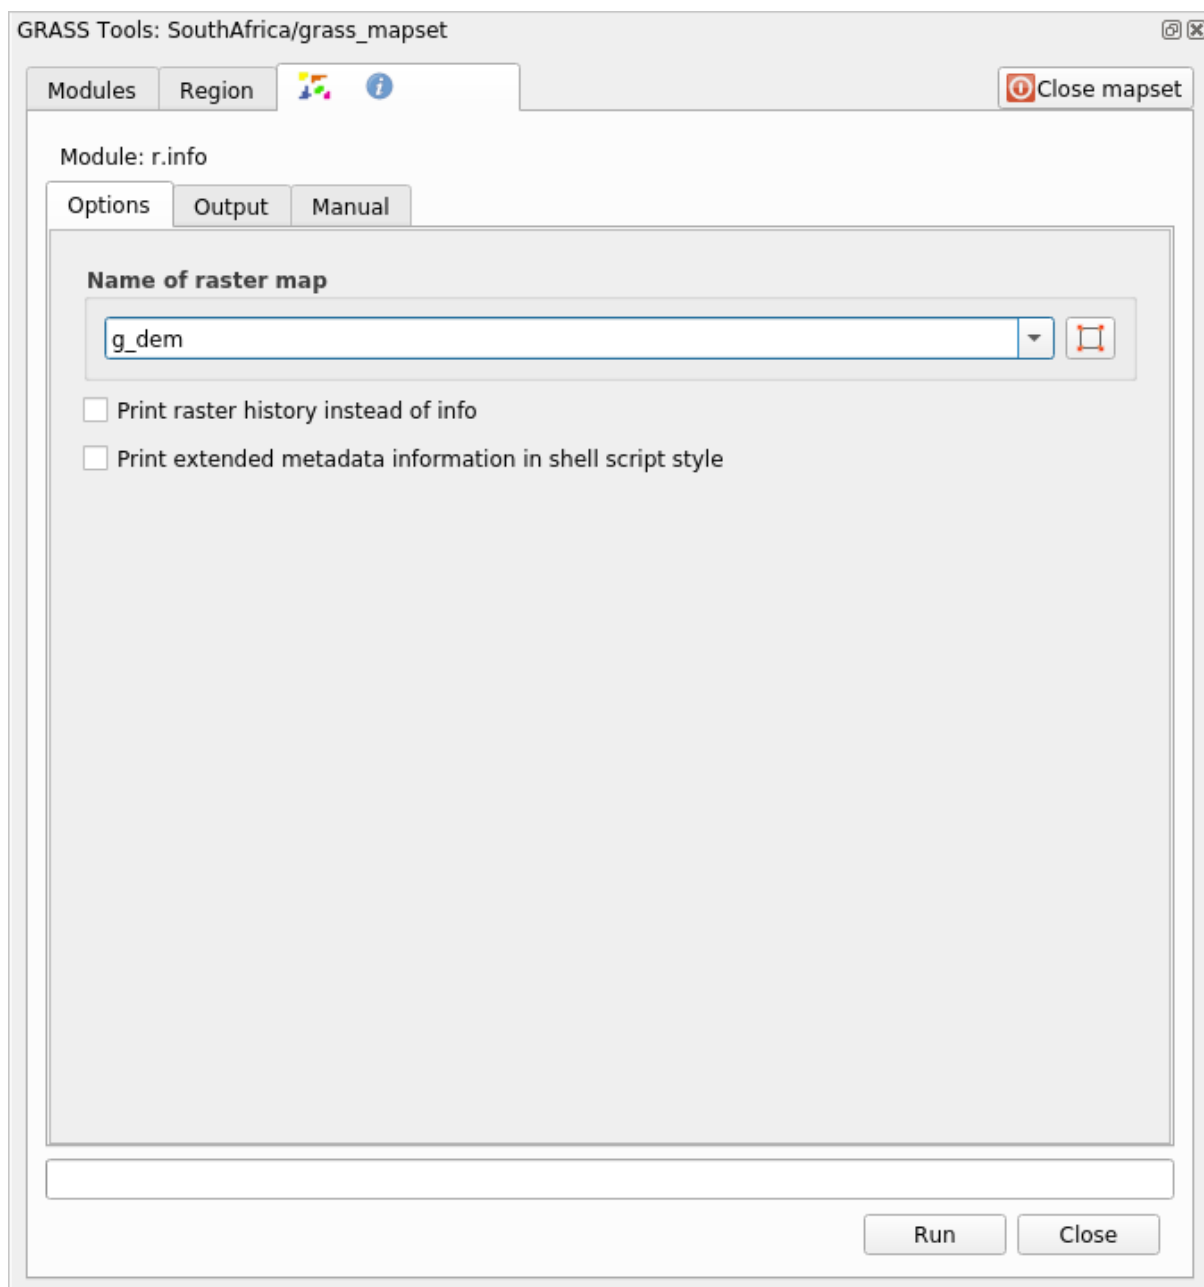 GRASS Tools: SouthAfrica/grass_mapset
Modules Region Close mapset
Module: r.info
Options Output Manual
Name of raster map
g_dem
Print raster history instead of info
Print extended metadata information in shell script style
Run Close